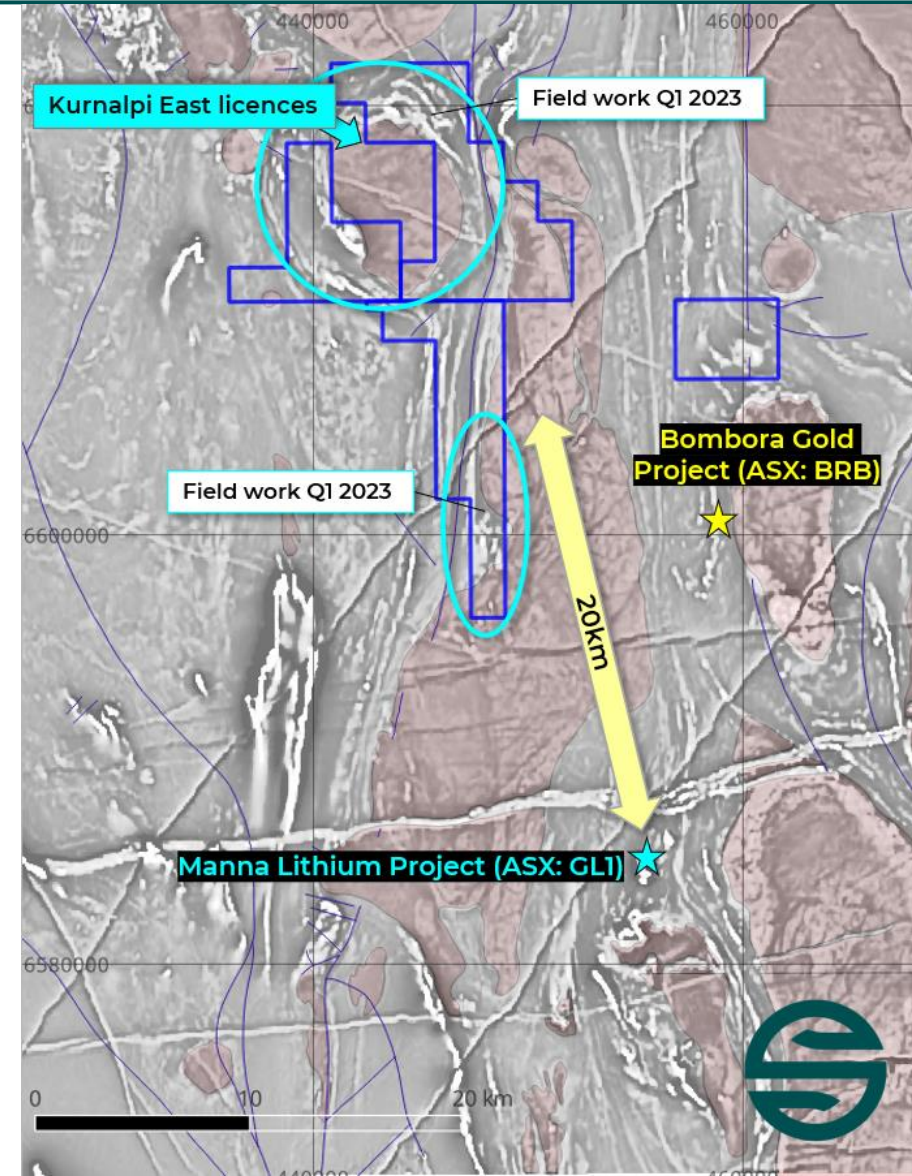 440000
460000
Kurnalpi East licences
Field work Q1 2023
Bombora Gold
Project (ASX: BRB)
Field work Q1 2023
6600000
20km
Manna Lithium Project (ASX: GL1)
6580000
0
10
20 km